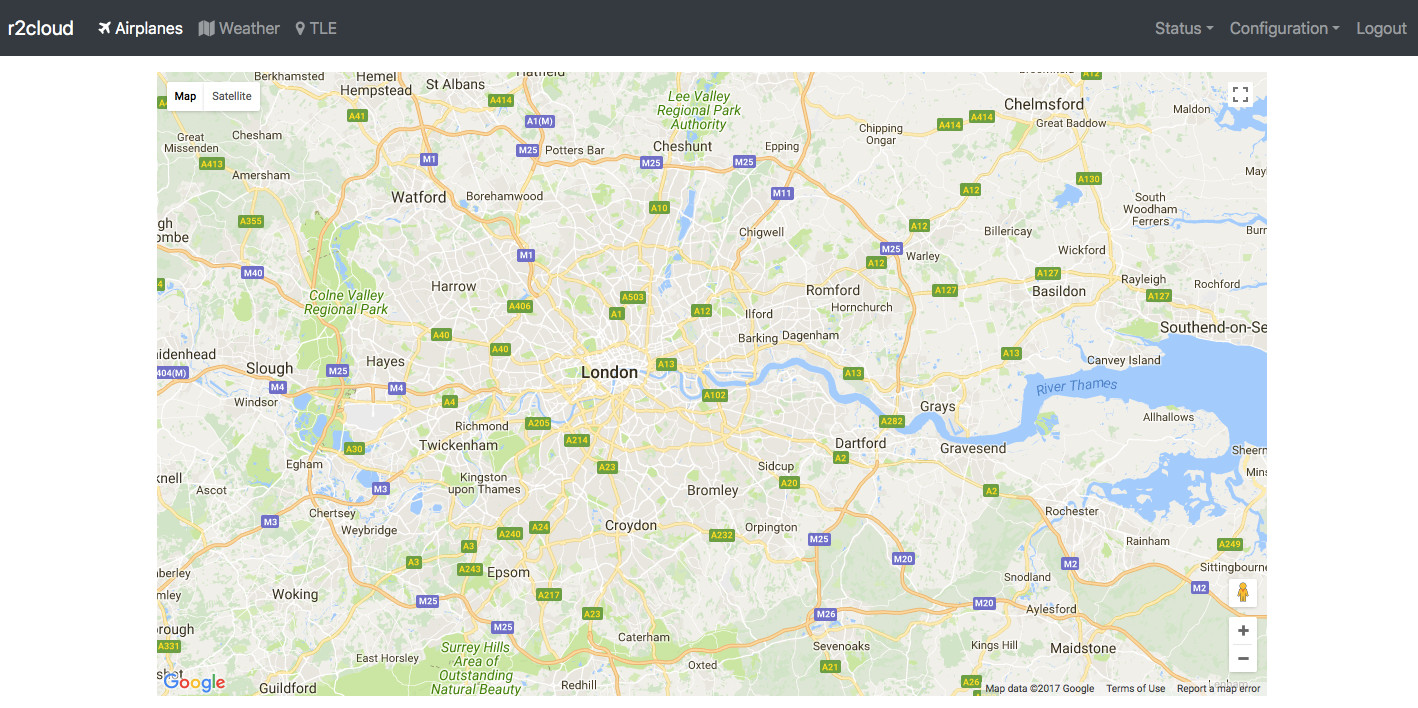 r2cloud
Airplanes
Weather
TLE
Status
Configuration
Logout
Map
Satellite
Berkhamsted
Hemel
Hempstead
St Albans
Hatfield
A414
A12
Lee Valley
Regional Park
Authority
Chelmsford
Great Baddow
Maldon
A41
A1(M)
A414
A414
Chipping
Ongar
Great
Missenden
Chesham
Potters Bar
M25
Cheshunt
Epping
M1
M25
M25
A413
Amersham
Watford
Borehamwood
M11
A12
A130
South
Woodham
Ferrers
A10
A355
Chigwell
A12
Billericay
M25
Warley
Wickford
M1
A12
M40
A127
Rayleigh
Rochford
Harrow
Romford
Hornchurch
A127
Basildon
A127
Colne Valley
Regional Park
A406
A503
A1
A12
Ilford
Barking
Dagenham
Southend-on-Se
A40
A40
Hayes
Slough
M25
London
A13
A13
A13
Canvey Island
404(M)
M4
M4
Windsor
A4
A102
River Thames
Grays
Allhallows
Richmond
A205
A282
Twickenham
A214
Dartford
Gravesend
A30
A2
Egham
A23
Sidcup
A20
Ascot
Kingston
upon Thames
M3
Bromley
A2
Chertsey
M3
Weybridge
Croydon
Orpington
Rochester
A24
A240
A232
M25
Rainham
A249
A3
A3
A243
Epsom
M20
M2
Sittingbourne
Snodland
M2
Woking
M25
A217
A23
M26
M20
Aylesford
M25
Caterham
Sevenoaks
Kings Hill
Maidstone
A331
East Horsley
Surrey Hills
Area of
Outstanding
Natural Beauty
Oxted
A21
Redhill
Guildford
A26
Google
Map data ©2017 Google
Terms of Use
Report a map error